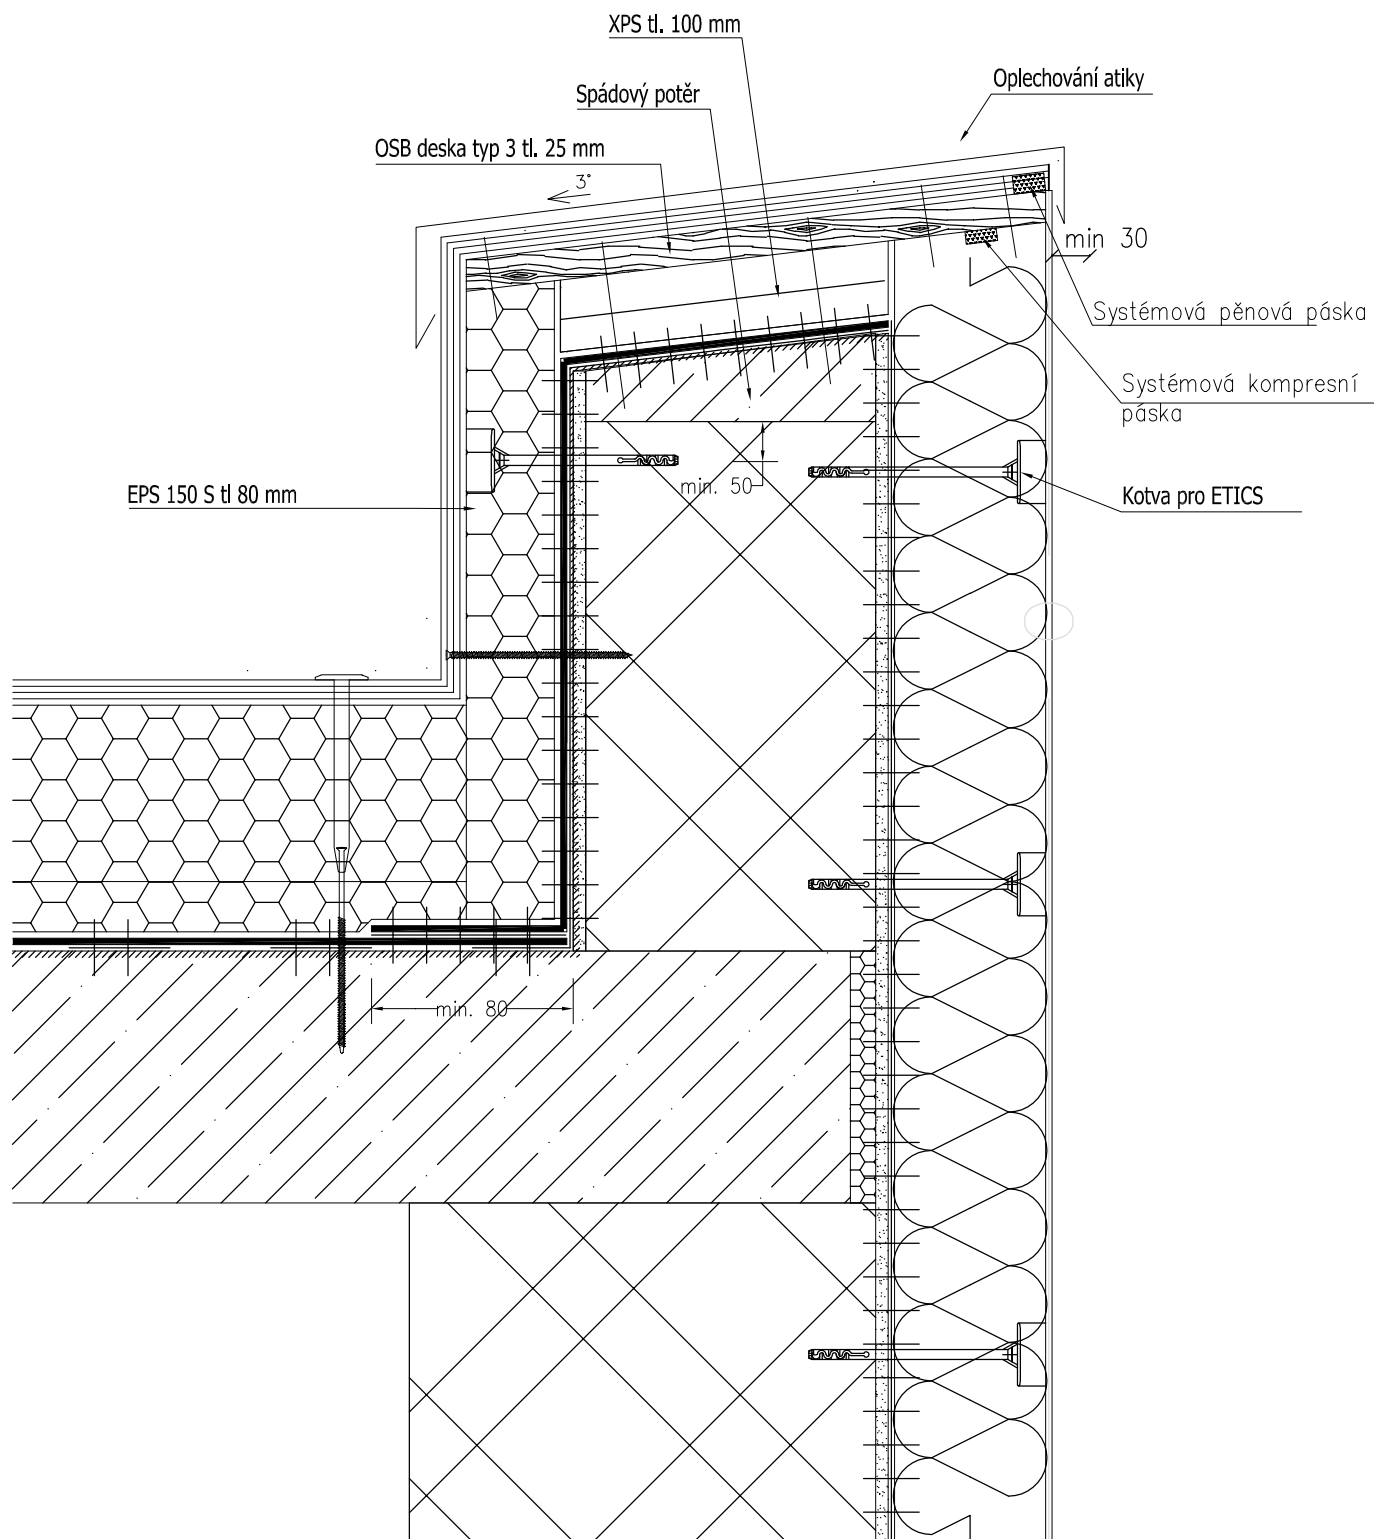 XPS tl. 100 mm
Oplechování atiky
Spádový potěr
OSB deska typ 3 tl. 25 mm
3°
min 30
Systémová pěnová páska
Systémová kompresní
páska
min. 50
EPS 150 S tl 80 mm
Kotva pro ETICS
min. 80